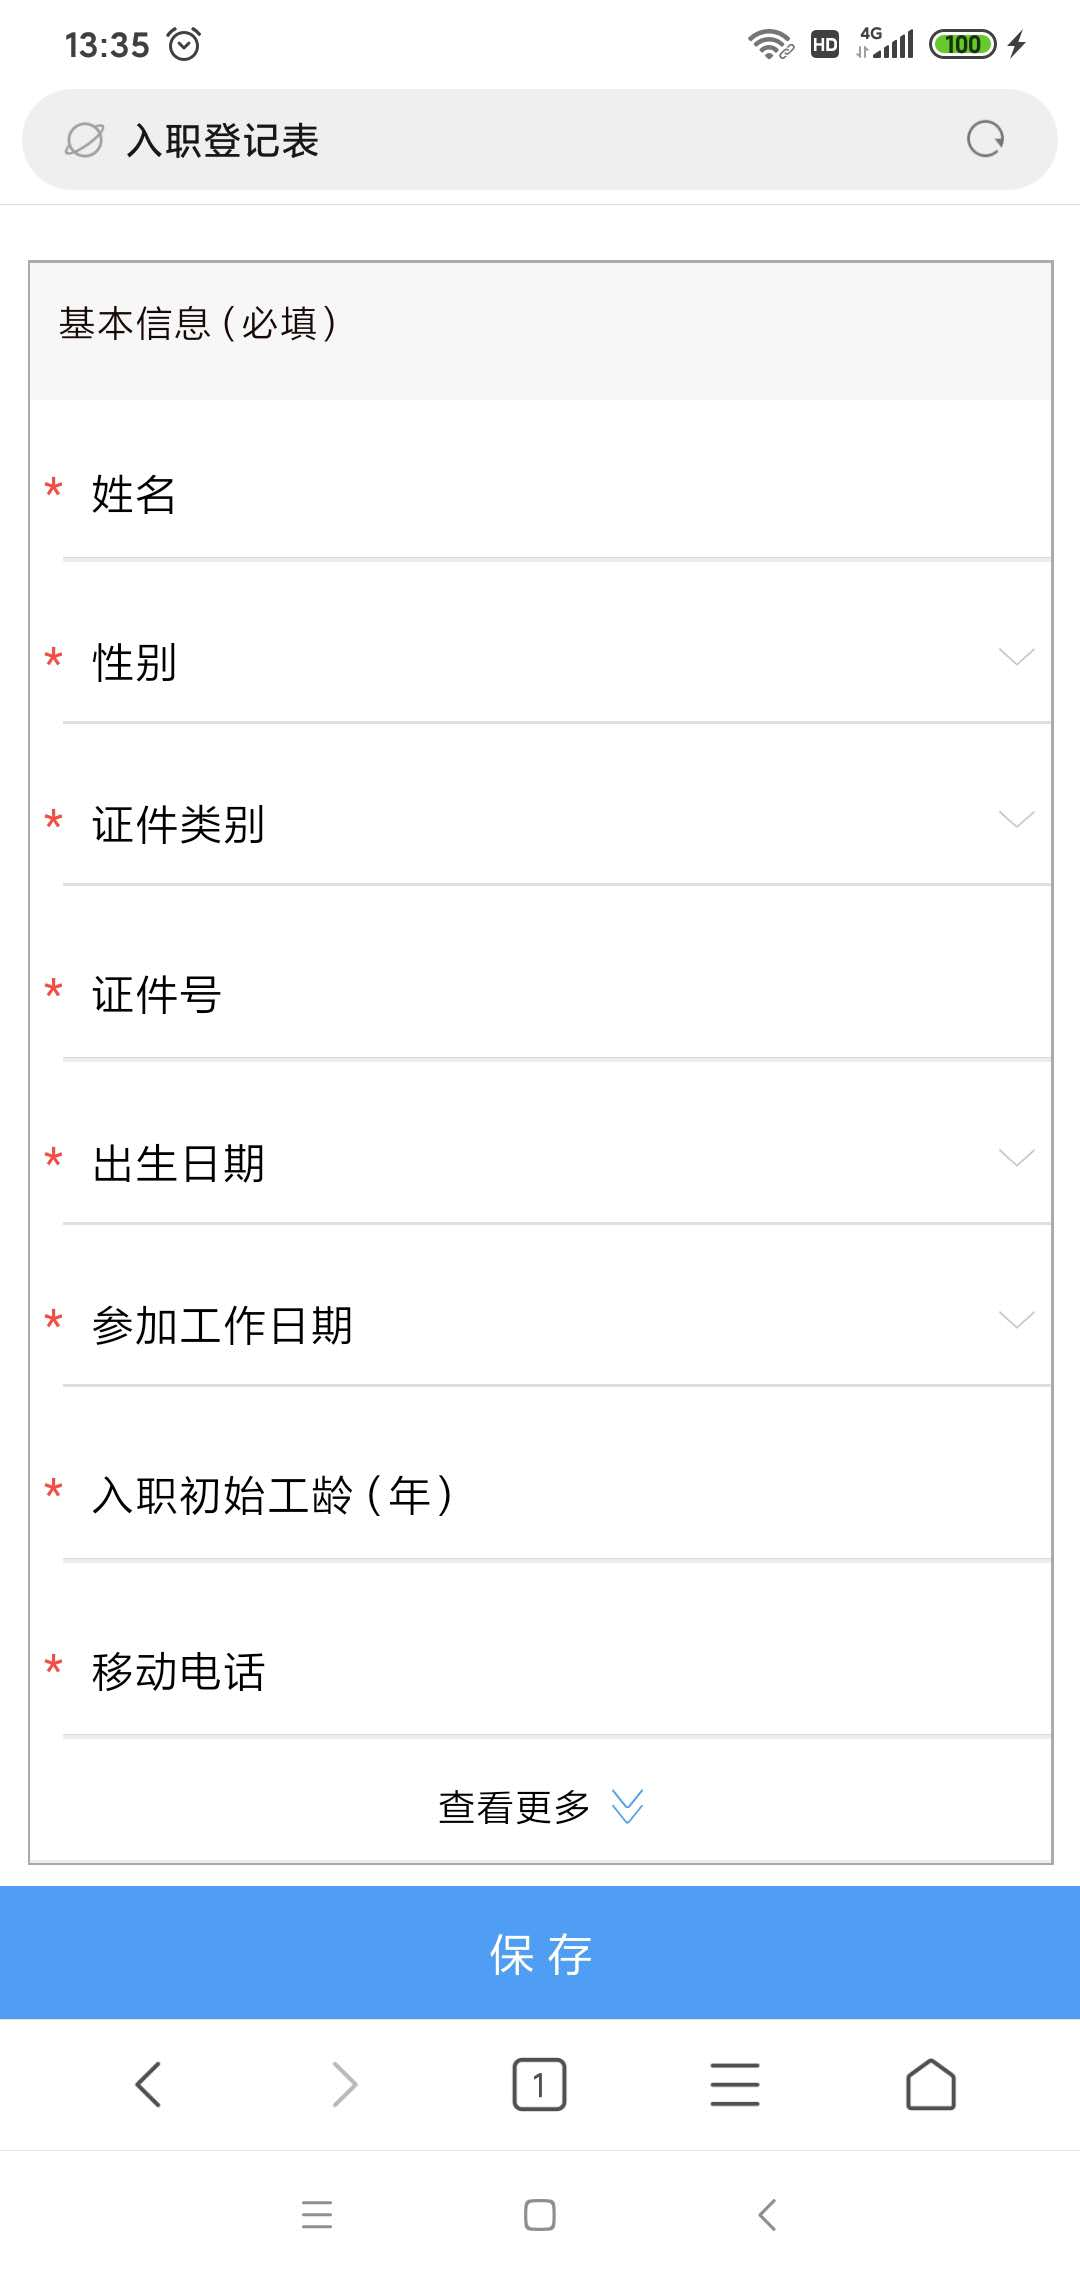 13:35 HD 4G 100
入职登记表
基本信息（必填）
* 姓名
* 性别
* 证件类别
* 证件号
* 出生日期
* 参加工作日期
* 入职初始工龄（年）
* 移动电话
查看更多
保存
1